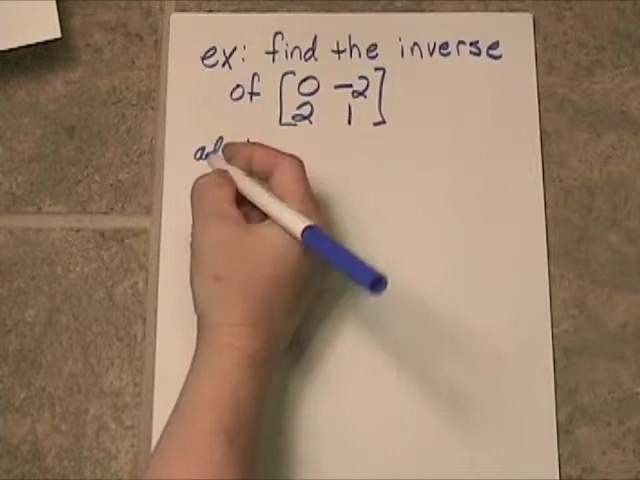 ex: find the inverse
of [0 -2
2 1]